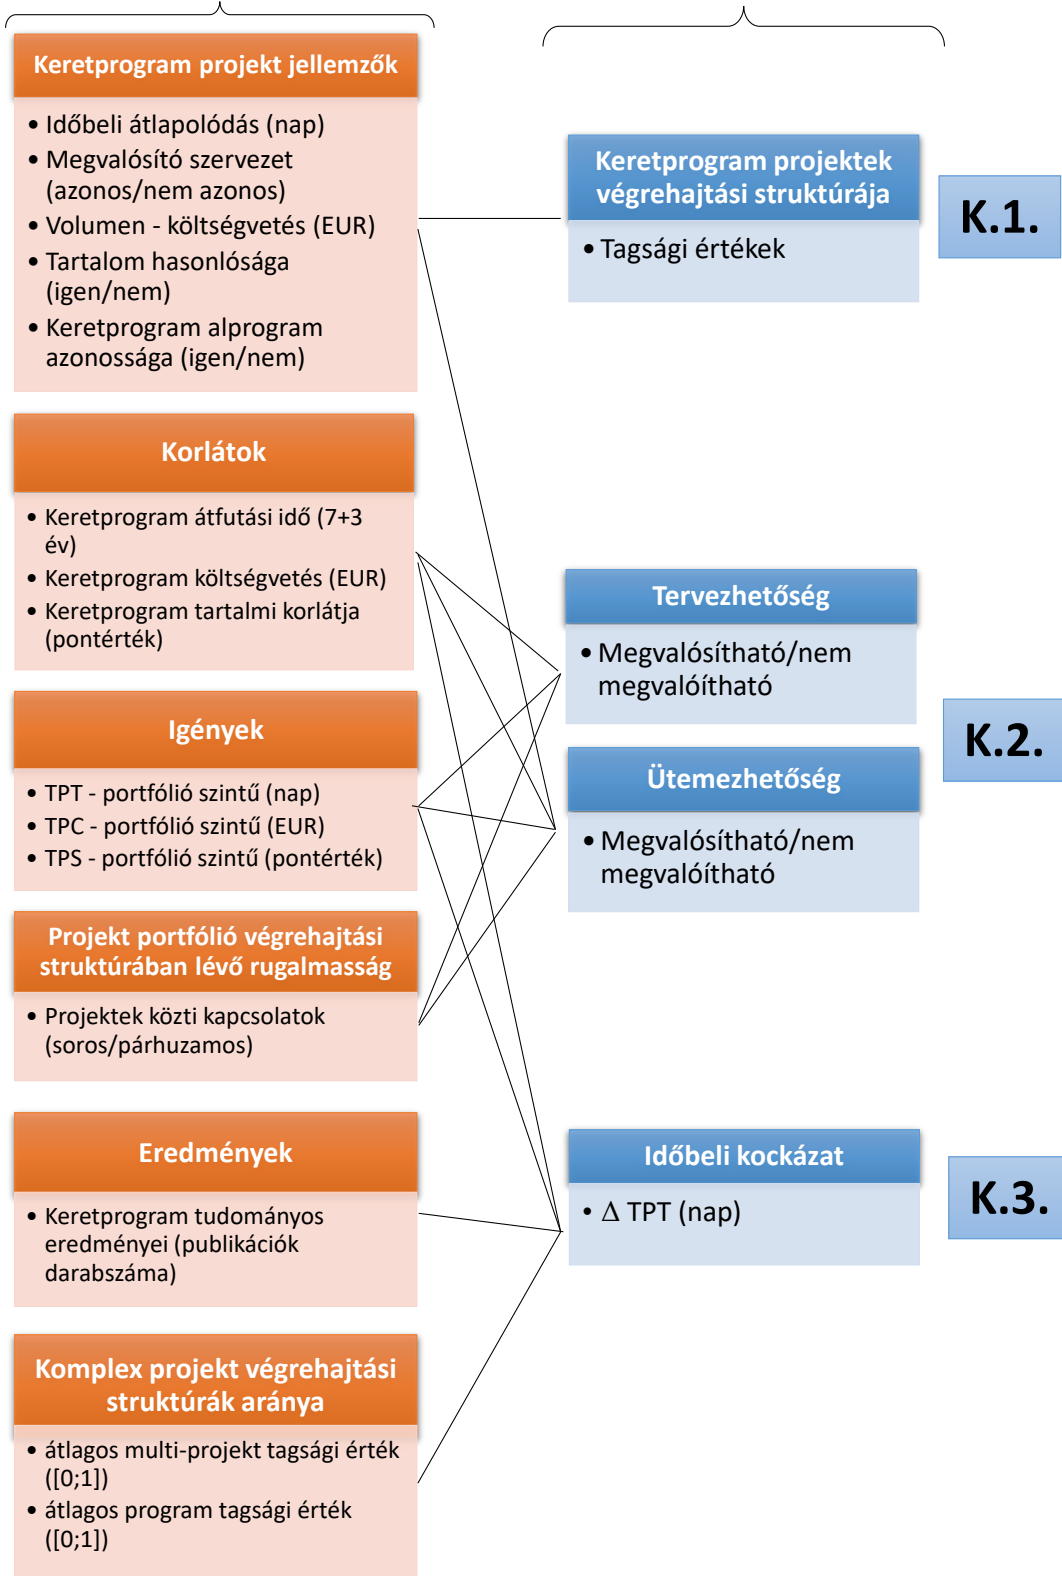 Keretprogram projekt jellemzők
• Időbeli átlapolódás (nap)
• Megvalósító szervezet
(azonos/nem azonos)
• Volumen - költségvetés (EUR)
• Tartalom hasonlósága
(igen/nem)
• Keretprogram alprogram
azonossága (igen/nem)
Korlátok
• Keretprogram átfutási idő (7+3
év)
• Keretprogram költségvetés (EUR)
• Keretprogram tartalmi korlátja
(pontérték)
Igények
• TPT - portfólió szintű (nap)
• TPC - portfólió szintű (EUR)
• TPS - portfólió szintű (pontérték)
Projekt portfólió végrehajtási
struktúrában lévő rugalmasság
• Projektek közti kapcsolatok
(soros/párhuzamos)
Eredmények
• Keretprogram tudományos
eredményei (publikációk
darabszáma)
Komplex projekt végrehajtási
struktúrák aránya
• átlagos multi-projekt tagsági érték
([0;1])
• átlagos program tagsági érték
([0;1])
Keretprogram projektek
végrehajtási struktúrája
• Tagsági értékek
K.1.
Tervezhetőség
• Megvalósítható/nem
megvalóítható
Ütemezhetőség
• Megvalósítható/nem
megvalóítható
K.2.
Időbeli kockázat
• Δ TPT (nap)
K.3.